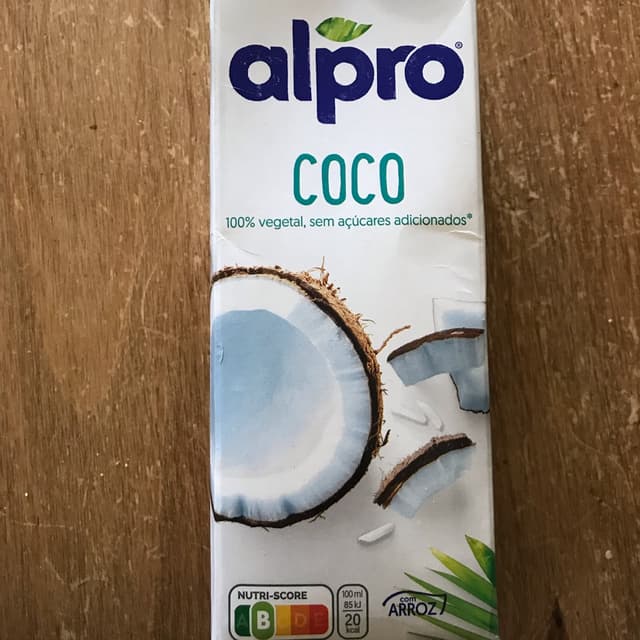 alpro®
COCO
100% vegetal, sem açúcares adicionados*
NUTRI-SCORE
A B C D E
100 ml
85 kJ
20
kcal
com
ARROZ